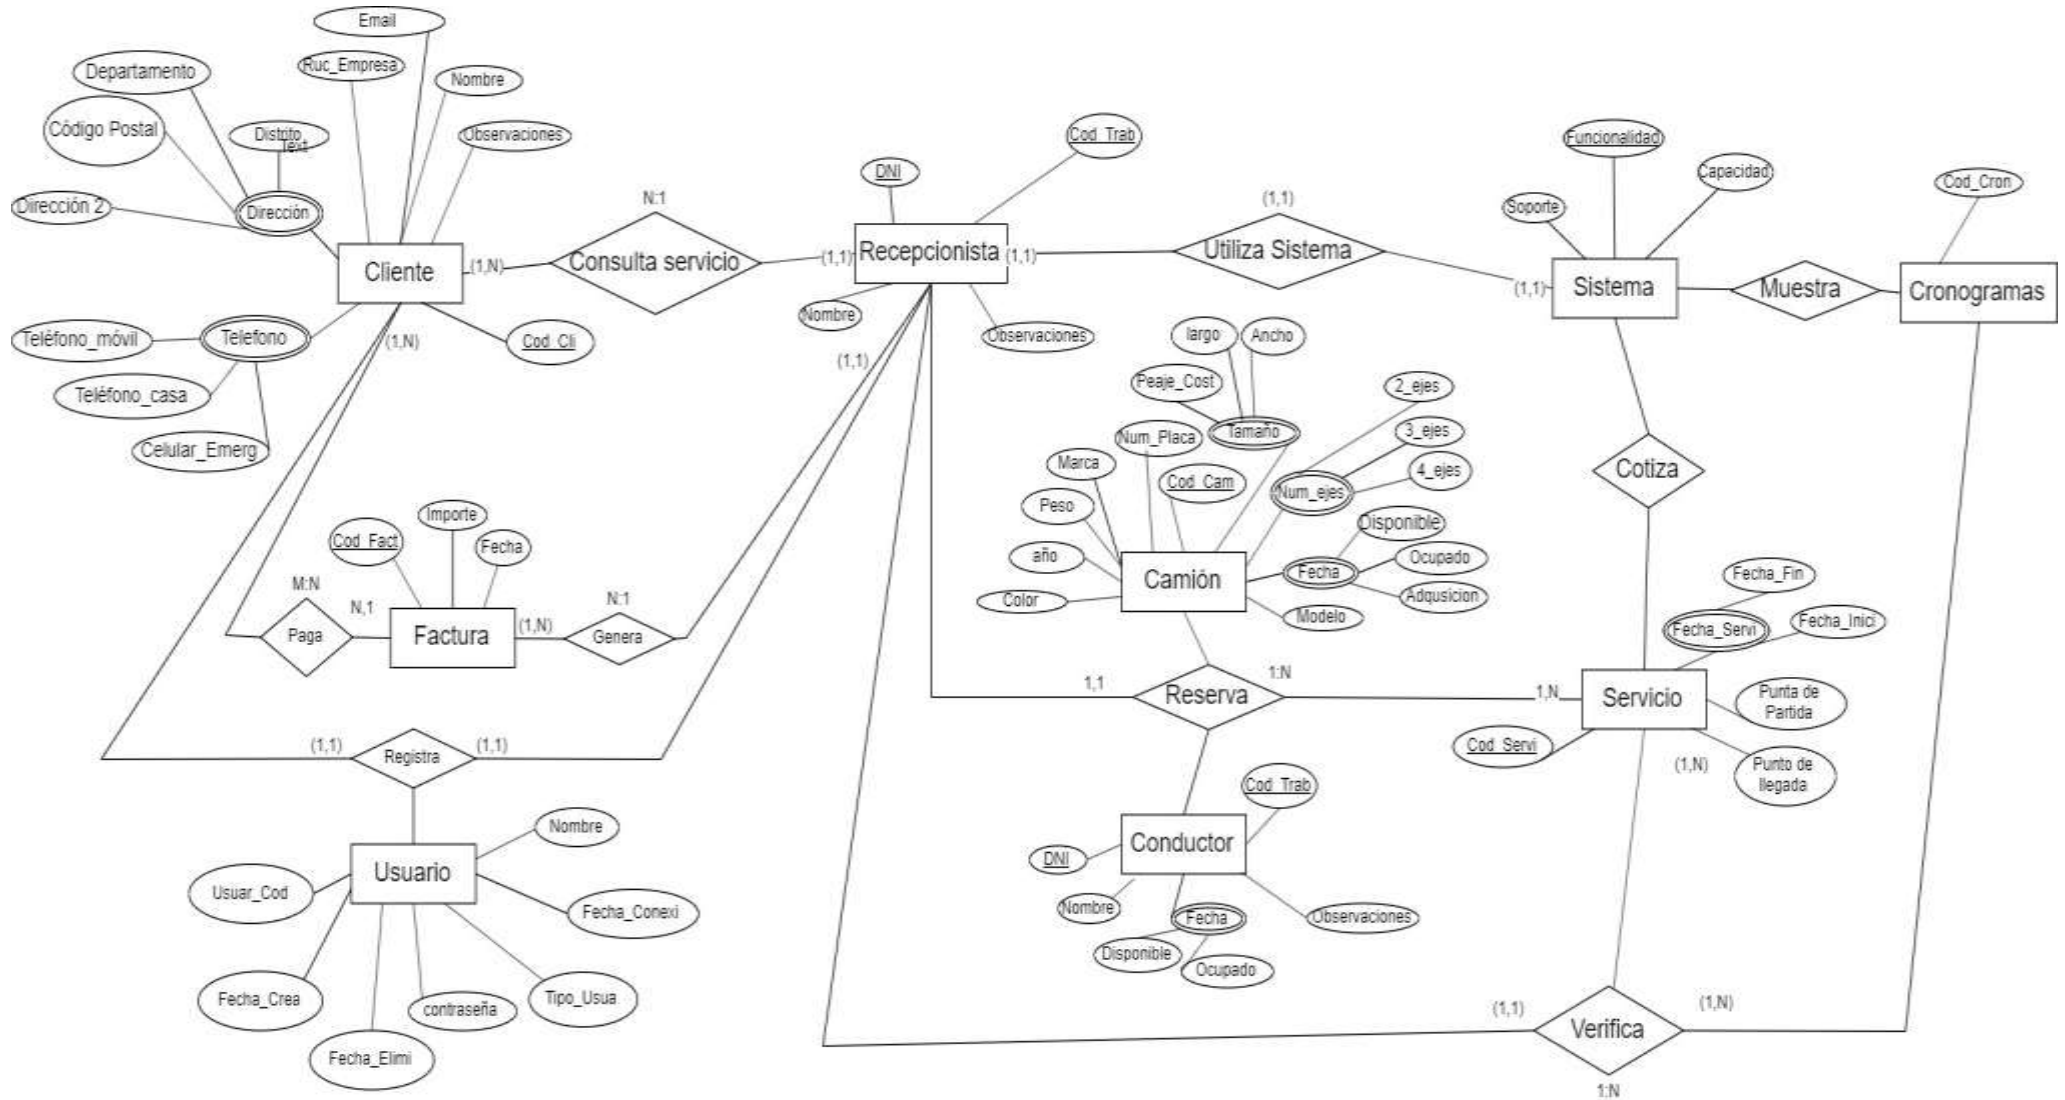 Email
Ruc_Empresa
Departamento
Nombre
Código Postal
Distrito
Text
Observaciones
Dirección 2
Dirección
Cliente
(1,N)
N:1
Consulta servicio
(1,1)
Teléfono_móvil
Telefono
(1,N)
Cod_Cli
Teléfono_casa
Celular_Emerg
DNI
Cod_Trab
Recepcionista
(1,1)
Nombre
Observaciones
(1,1)
(1,1)
Utiliza Sistema
(1,1)
Funcionalidad
Capacidad
Soporte
Sistema
Muestra
Cod_Cron
Cronogramas
Cotiza
largo
Ancho
Peaje_Cost
Tamaño
2_ejes
3_ejes
4_ejes
Num_ejes
Num_Placa
Marca
Cod_Cam
Peso
año
Color
Camión
Disponible
Fecha
Ocupado
Adqusicion
Modelo
Importe
Cod_Fact
Fecha
M:N
Paga
N,1
Factura
(1,N)
N:1
Genera
1,1
Reserva
1:N
1,N
Servicio
Fecha_Fin
Fecha_Servi
Fecha_Inici
Punta de
Partida
Punto de
llegada
Cod_Servi
(1,N)
(1,1)
Registra
(1,1)
Usuario
Nombre
Usuar_Cod
Fecha_Conexi
Fecha_Crea
contraseña
Tipo_Usua
Fecha_Elimi
Cod_Trab
Conductor
DNI
Nombre
Fecha
Observaciones
Disponible
Ocupado
(1,1)
Verifica
(1,N)
1:N